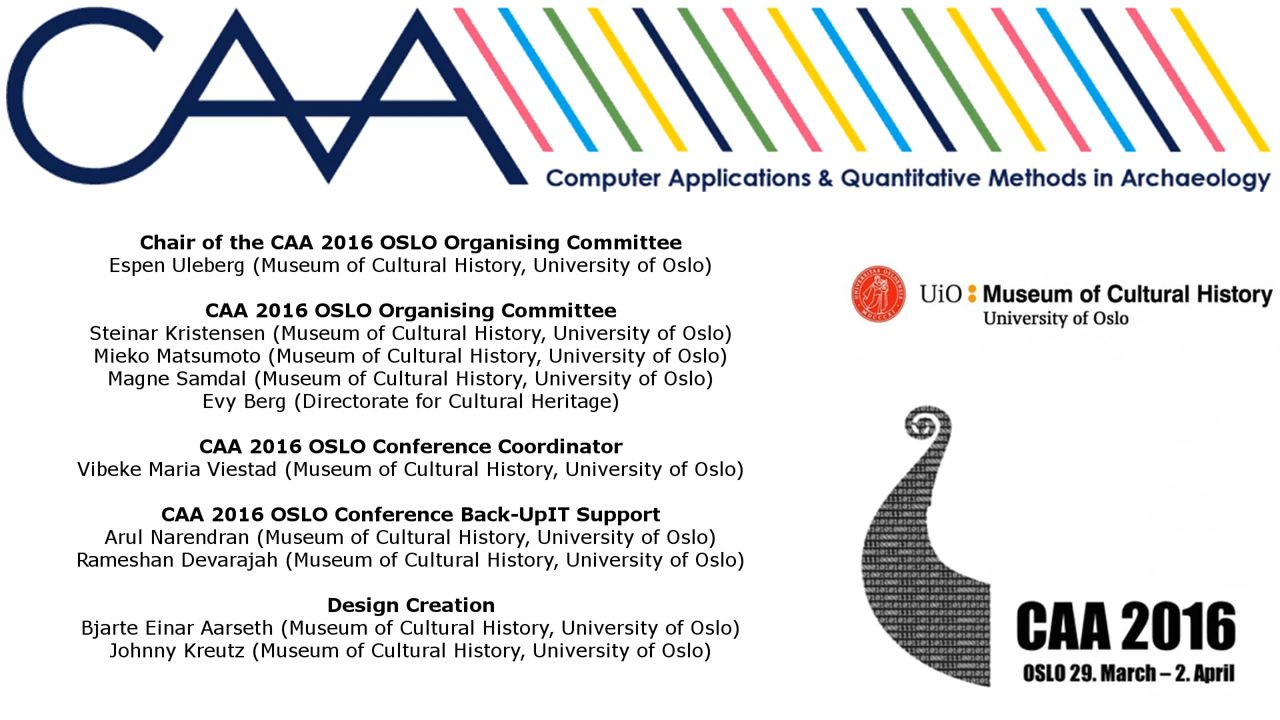 CAA
Computer Applications & Quantitative Methods in Archaeology
Chair of the CAA 2016 OSLO Organising Committee
Espen Uleberg (Museum of Cultural History, University of Oslo)
CAA 2016 OSLO Organising Committee
Steinar Kristensen (Museum of Cultural History, University of Oslo)
Mieko Matsumoto (Museum of Cultural History, University of Oslo)
Magne Samdal (Museum of Cultural History, University of Oslo)
Evy Berg (Directorate for Cultural Heritage)
CAA 2016 OSLO Conference Coordinator
Vibeke Maria Viestad (Museum of Cultural History, University of Oslo)
CAA 2016 OSLO Conference Back-UpIT Support
Arul Narendran (Museum of Cultural History, University of Oslo)
Rameshan Devarajah (Museum of Cultural History, University of Oslo)
Design Creation
Bjarte Einar Aarseth (Museum of Cultural History, University of Oslo)
Johnny Kreutz (Museum of Cultural History, University of Oslo)
UNIVERSITAS OSLOENSIS
MDCCCXI
UiO : Museum of Cultural History
University of Oslo
CAA 2016
OSLO 29. March – 2. April